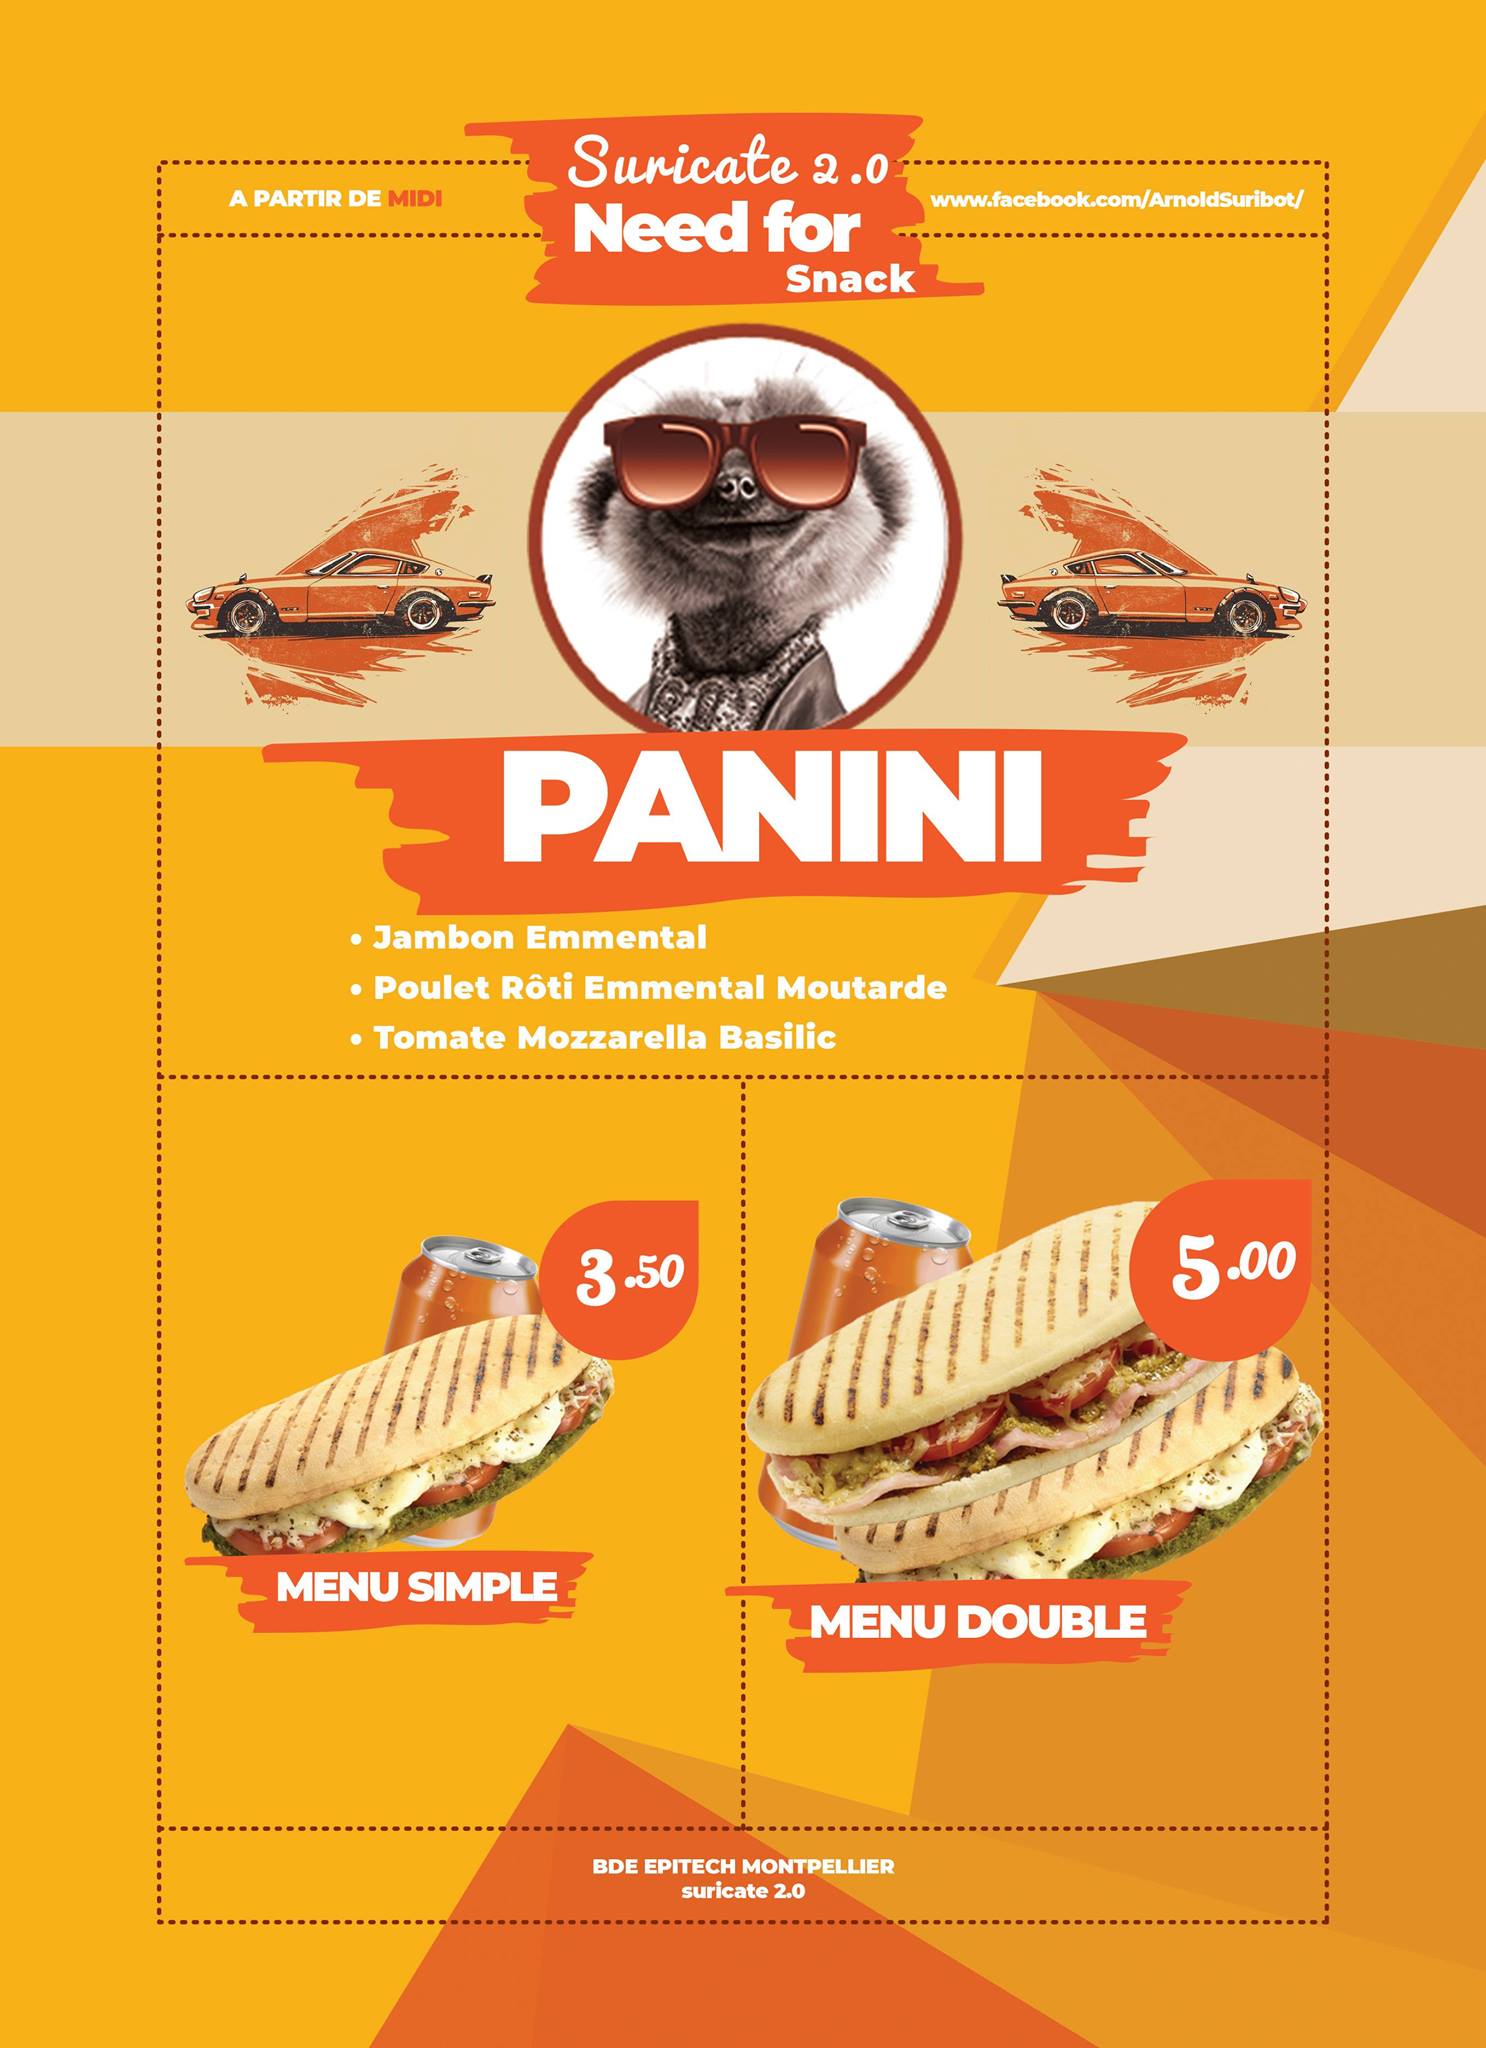 Suricate 2.0
Need for
Snack
A PARTIR DE MIDI
www.facebook.com/ArnoldSuribot/
PANINI
• Jambon Emmental
• Poulet Rôti Emmental Moutarde
• Tomate Mozzarella Basilic
3.50
5.00
MENU SIMPLE
MENU DOUBLE
BDE EPITECH MONTPELLIER
suricate 2.0